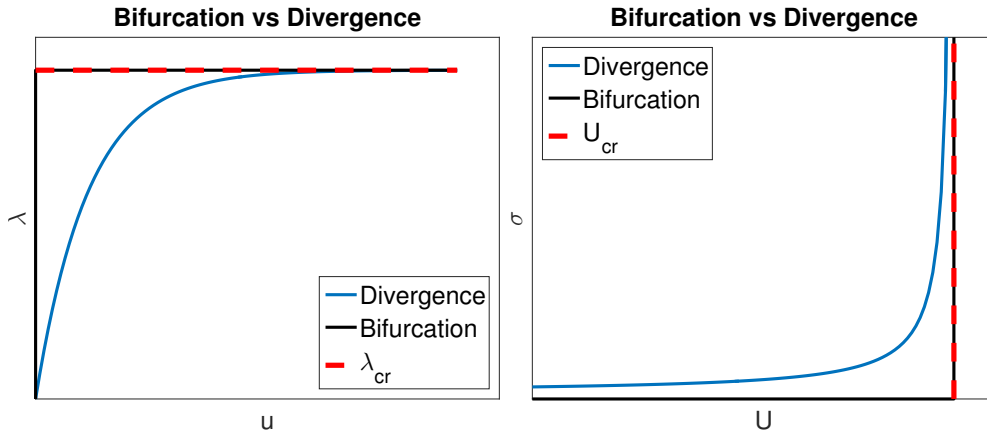 Bifurcation vs Divergence
λ
u
Divergence
Bifurcation
λcr
Bifurcation vs Divergence
σ
U
Divergence
Bifurcation
Ucr